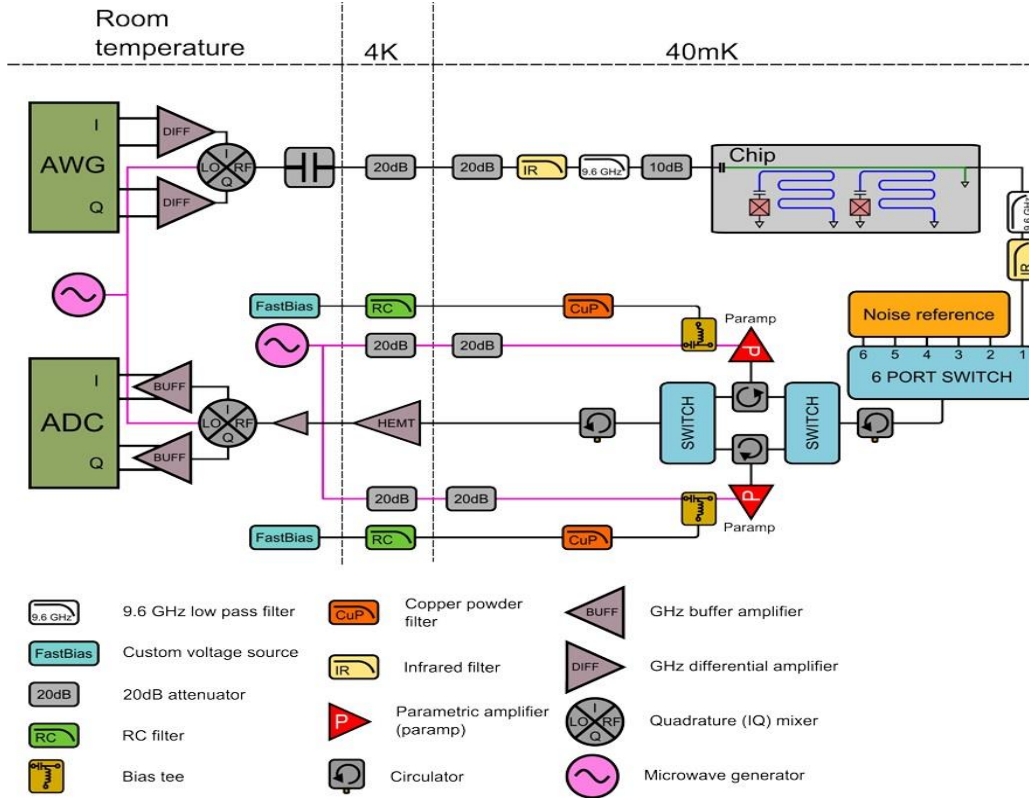 Room
temperature
4K
40mK
I
AWG
Q
DIFF
DIFF
I
LO RF
Q
20dB
20dB
IR
9.6 GHz
10dB
Chip
9.6 GHz
IR
FastBias
RC
CuP
Paramp
P
Noise reference
6 5 4 3 2 1
6 PORT SWITCH
20dB
20dB
I
ADC
Q
BUFF
BUFF
I
LO RF
Q
HEMT
SWITCH
SWITCH
20dB
20dB
P
Paramp
FastBias
RC
CuP
9.6 GHz
9.6 GHz low pass filter
CuP
Copper powder
filter
BUFF
GHz buffer amplifier
FastBias
Custom voltage source
IR
Infrared filter
DIFF
GHz differential amplifier
20dB
20dB attenuator
P
Parametric amplifier
(paramp)
I
LO RF
Q
Quadrature (IQ) mixer
RC
RC filter
Bias tee
Circulator
Microwave generator